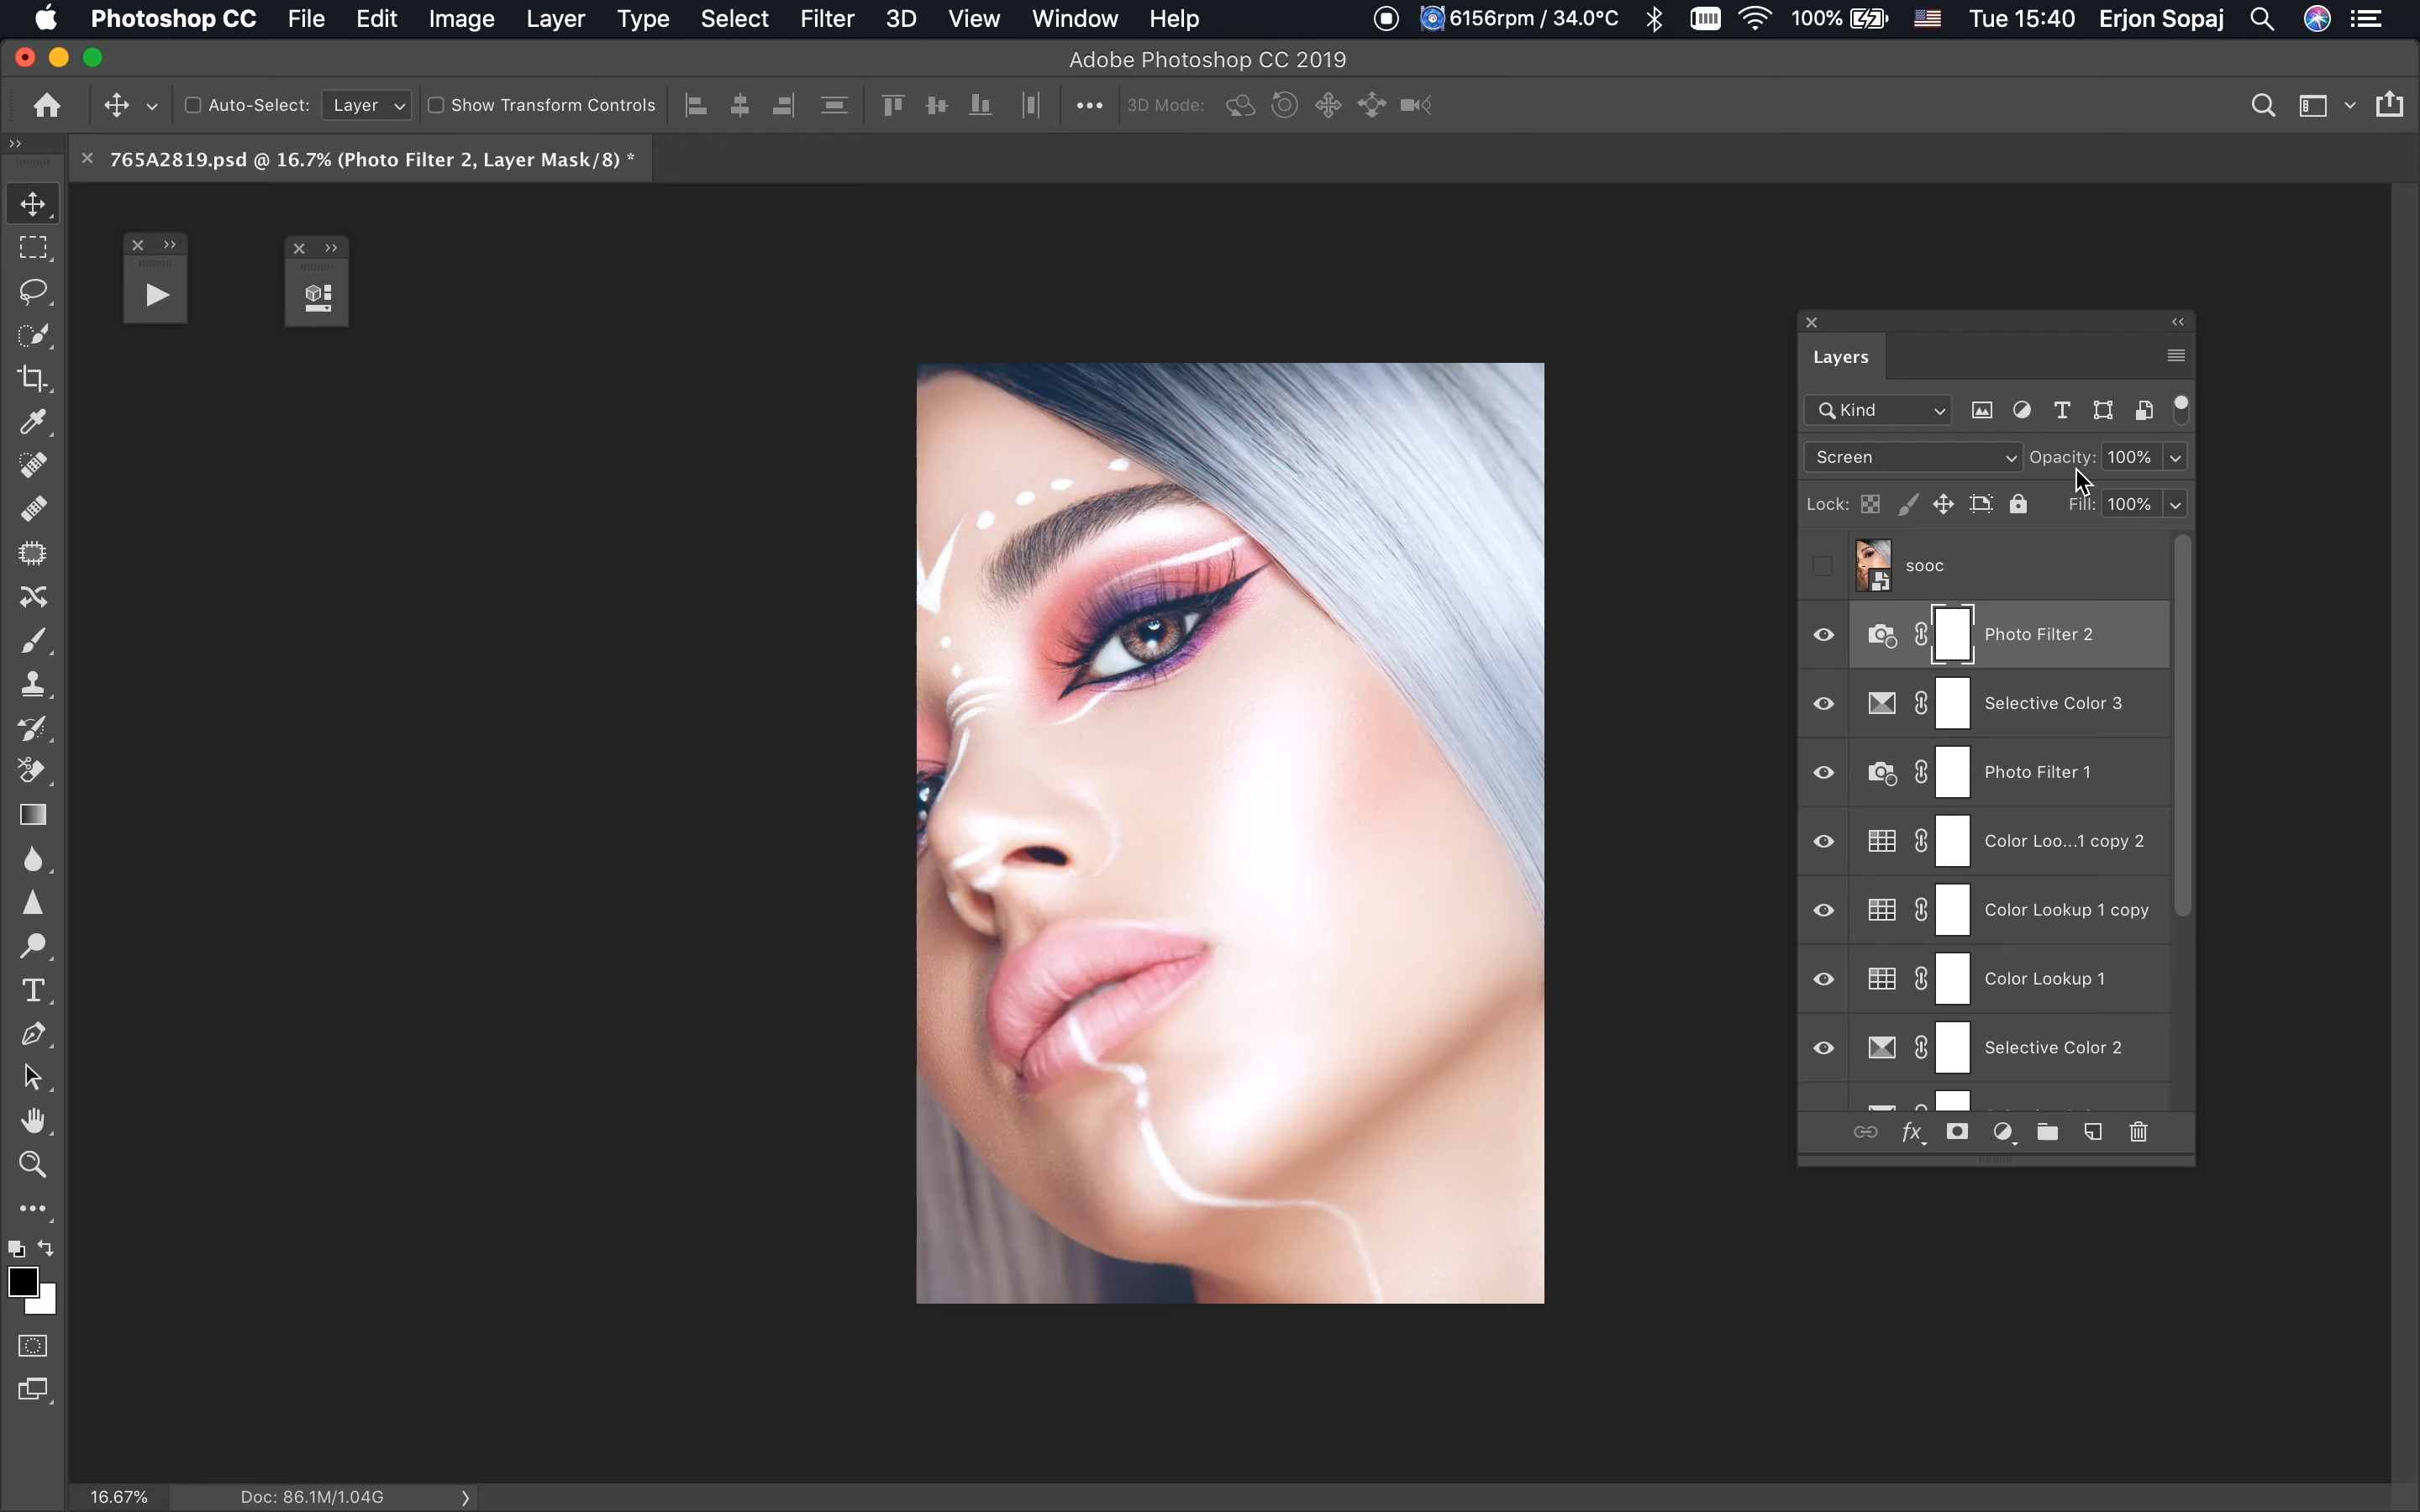 Photoshop CC File Edit Image Layer Type Select Filter 3D View Window Help 6156rpm / 34.0°C 100% Tue 15:40 Erjon Sopaj
Adobe Photoshop CC 2019
Auto-Select: Layer Show Transform Controls 3D Mode:
765A2819.psd @ 16.7% (Photo Filter 2, Layer Mask/8) *
Layers
Kind
Screen Opacity: 100%
Lock: Fill: 100%
sooc
Photo Filter 2
Selective Color 3
Photo Filter 1
Color Loo...1 copy 2
Color Lookup 1 copy
Color Lookup 1
Selective Color 2
fx
16.67% Doc: 86.1M/1.04G